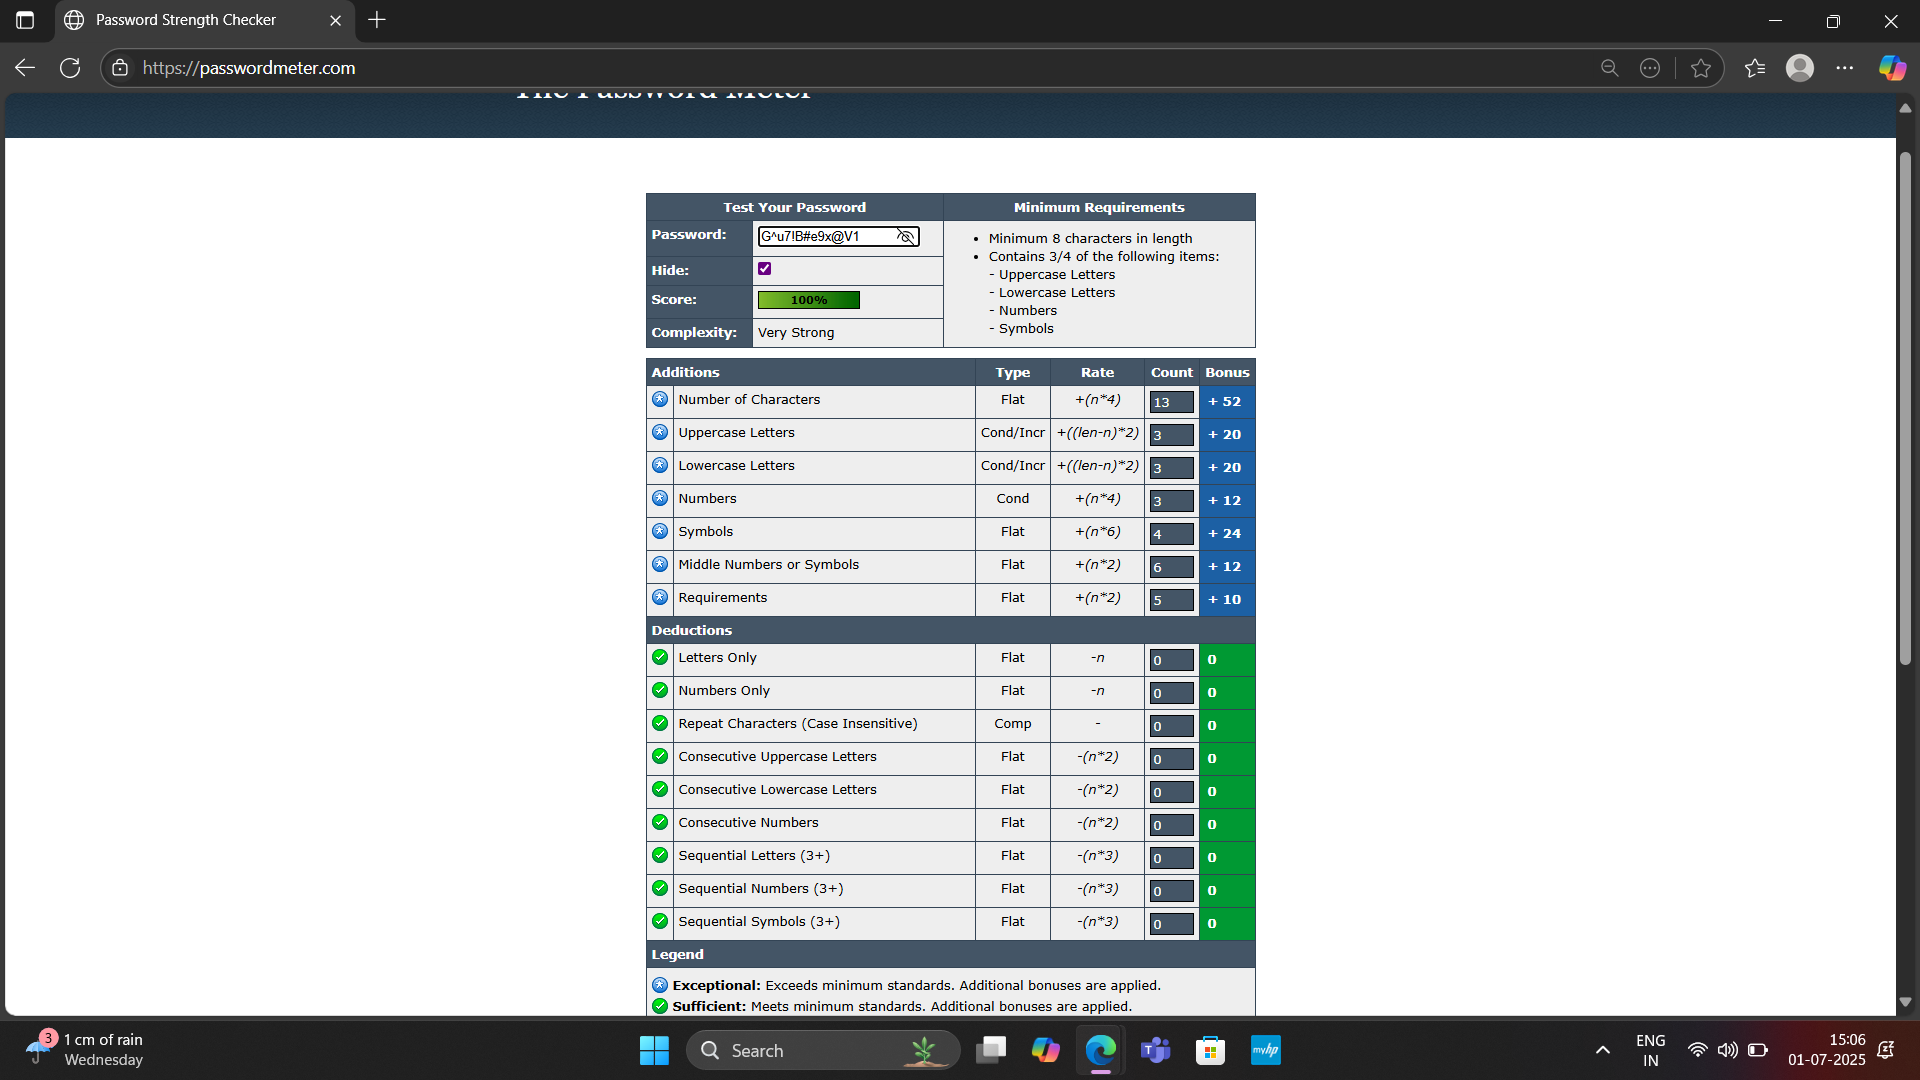 Password Strength Checker
https://passwordmeter.com
The Password Meter
Test Your Password
Minimum Requirements
Password:
G^u7!B#e9x@V1
Hide:
Score:
100%
Complexity:
Very Strong
• Minimum 8 characters in length
• Contains 3/4 of the following items:
- Uppercase Letters
- Lowercase Letters
- Numbers
- Symbols
Additions Type Rate Count Bonus
Number of Characters Flat +(n*4) 13 + 52
Uppercase Letters Cond/Incr +((len-n)*2) 3 + 20
Lowercase Letters Cond/Incr +((len-n)*2) 3 + 20
Numbers Cond +(n*4) 3 + 12
Symbols Flat +(n*6) 4 + 24
Middle Numbers or Symbols Flat +(n*2) 6 + 12
Requirements Flat +(n*2) 5 + 10
Deductions
Letters Only Flat -n 0 0
Numbers Only Flat -n 0 0
Repeat Characters (Case Insensitive) Comp - 0 0
Consecutive Uppercase Letters Flat -(n*2) 0 0
Consecutive Lowercase Letters Flat -(n*2) 0 0
Consecutive Numbers Flat -(n*2) 0 0
Sequential Letters (3+) Flat -(n*3) 0 0
Sequential Numbers (3+) Flat -(n*3) 0 0
Sequential Symbols (3+) Flat -(n*3) 0 0
Legend
Exceptional: Exceeds minimum standards. Additional bonuses are applied.
Sufficient: Meets minimum standards. Additional bonuses are applied.
3
1 cm of rain
Wednesday
Search
T
myhp
ENG
IN
15:06
01-07-2025